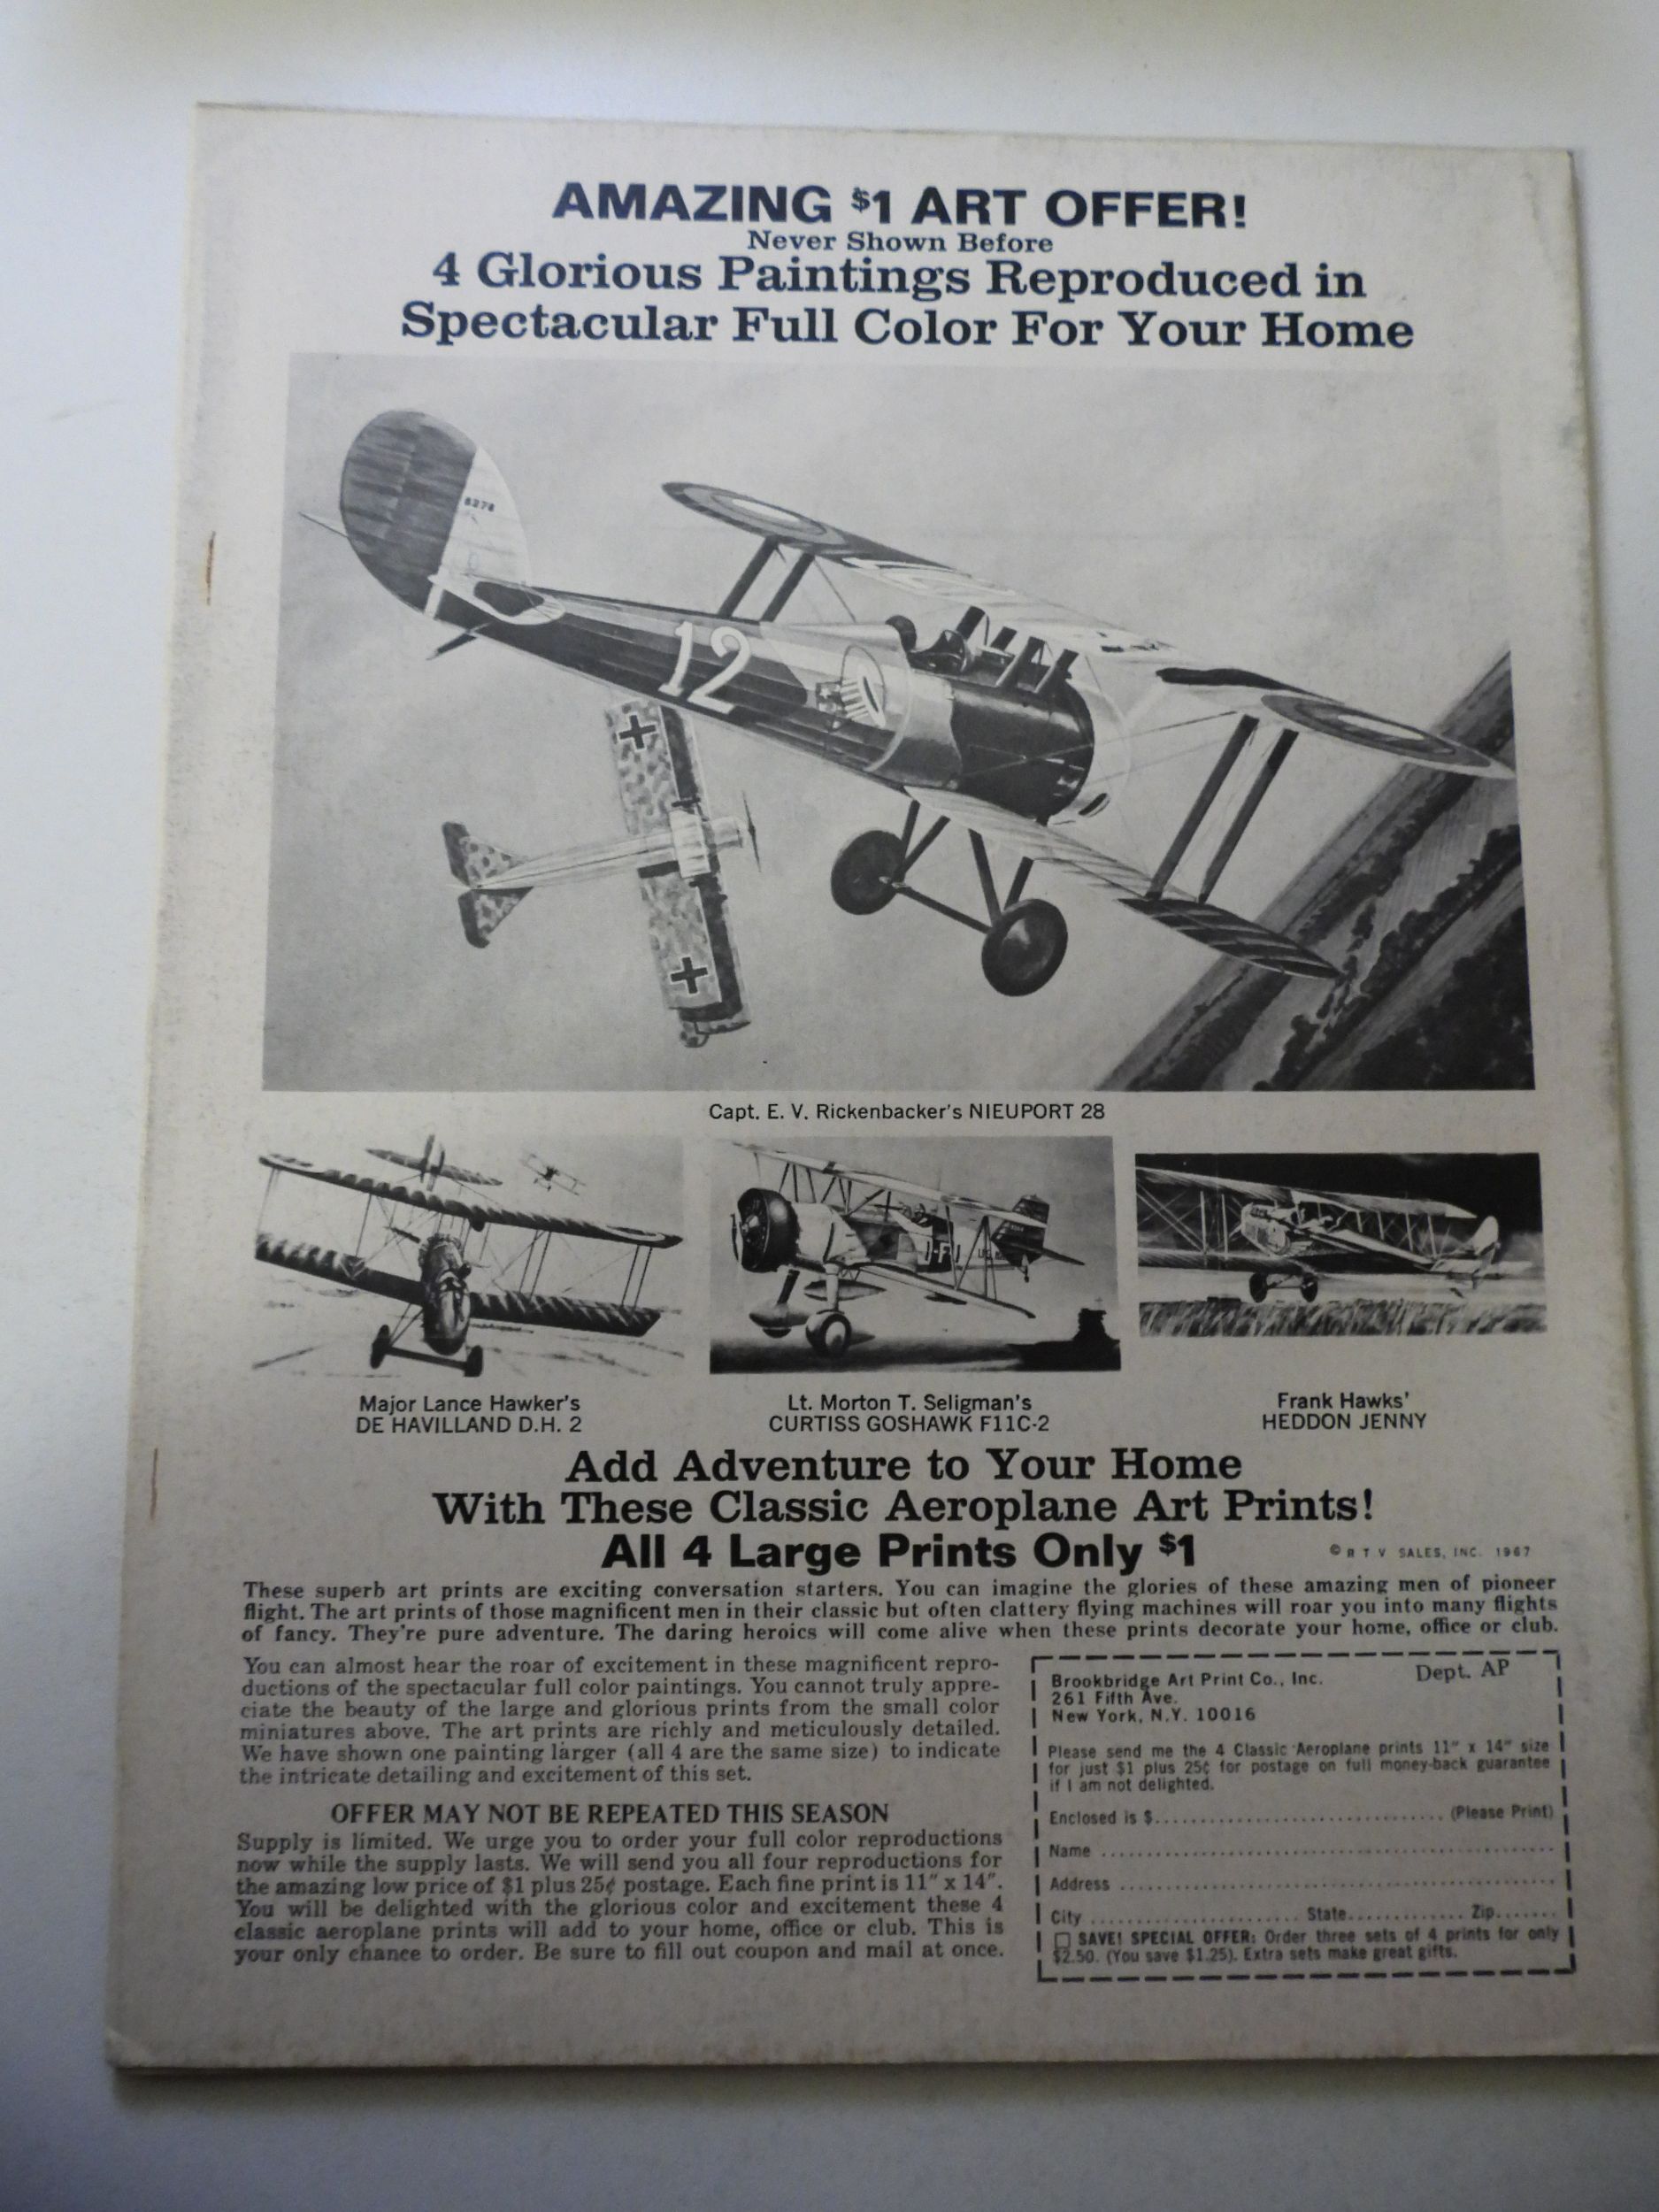 AMAZING $1 ART OFFER!
Never Shown Before
4 Glorious Paintings Reproduced in
Spectacular Full Color For Your Home
6276
12
Capt. E. V. Rickenbacker's NIEUPORT 28
Major Lance Hawker's
DE HAVILLAND D.H. 2
Lt. Morton T. Seligman's
CURTISS GOSHAWK F11C-2
Frank Hawks'
HEDDON JENNY
Add Adventure to Your Home
With These Classic Aeroplane Art Prints!
All 4 Large Prints Only $1
© R T V SALES, INC. 1967
These superb art prints are exciting conversation starters. You can imagine the glories of these amazing men of pioneer
flight. The art prints of those magnificent men in their classic but often clattery flying machines will roar you into many flights
of fancy. They're pure adventure. The daring heroics will come alive when these prints decorate your home, office or club.
You can almost hear the roar of excitement in these magnificent repro-
ductions of the spectacular full color paintings. You cannot truly appre-
ciate the beauty of the large and glorious prints from the small color
miniatures above. The art prints are richly and meticulously detailed.
We have shown one painting larger (all 4 are the same size) to indicate
the intricate detailing and excitement of this set.
OFFER MAY NOT BE REPEATED THIS SEASON
Supply is limited. We urge you to order your full color reproductions
now while the supply lasts. We will send you all four reproductions for
the amazing low price of $1 plus 25¢ postage. Each fine print is 11" x 14".
You will be delighted with the glorious color and excitement these 4
classic aeroplane prints will add to your home, office or club. This is
your only chance to order. Be sure to fill out coupon and mail at once.
Brookbridge Art Print Co., Inc. Dept. AP
261 Fifth Ave.
New York, N.Y. 10016
Please send me the 4 Classic Aeroplane prints 11" x 14" size
for just $1 plus 25¢ for postage on full money-back guarantee
if I am not delighted.
Enclosed is $.................................. (Please Print)
Name ......................................................
Address ...................................................
City ......................... State.............. Zip.......
SAVE! SPECIAL OFFER: Order three sets of 4 prints for only
$2.50. (You save $1.25). Extra sets make great gifts.